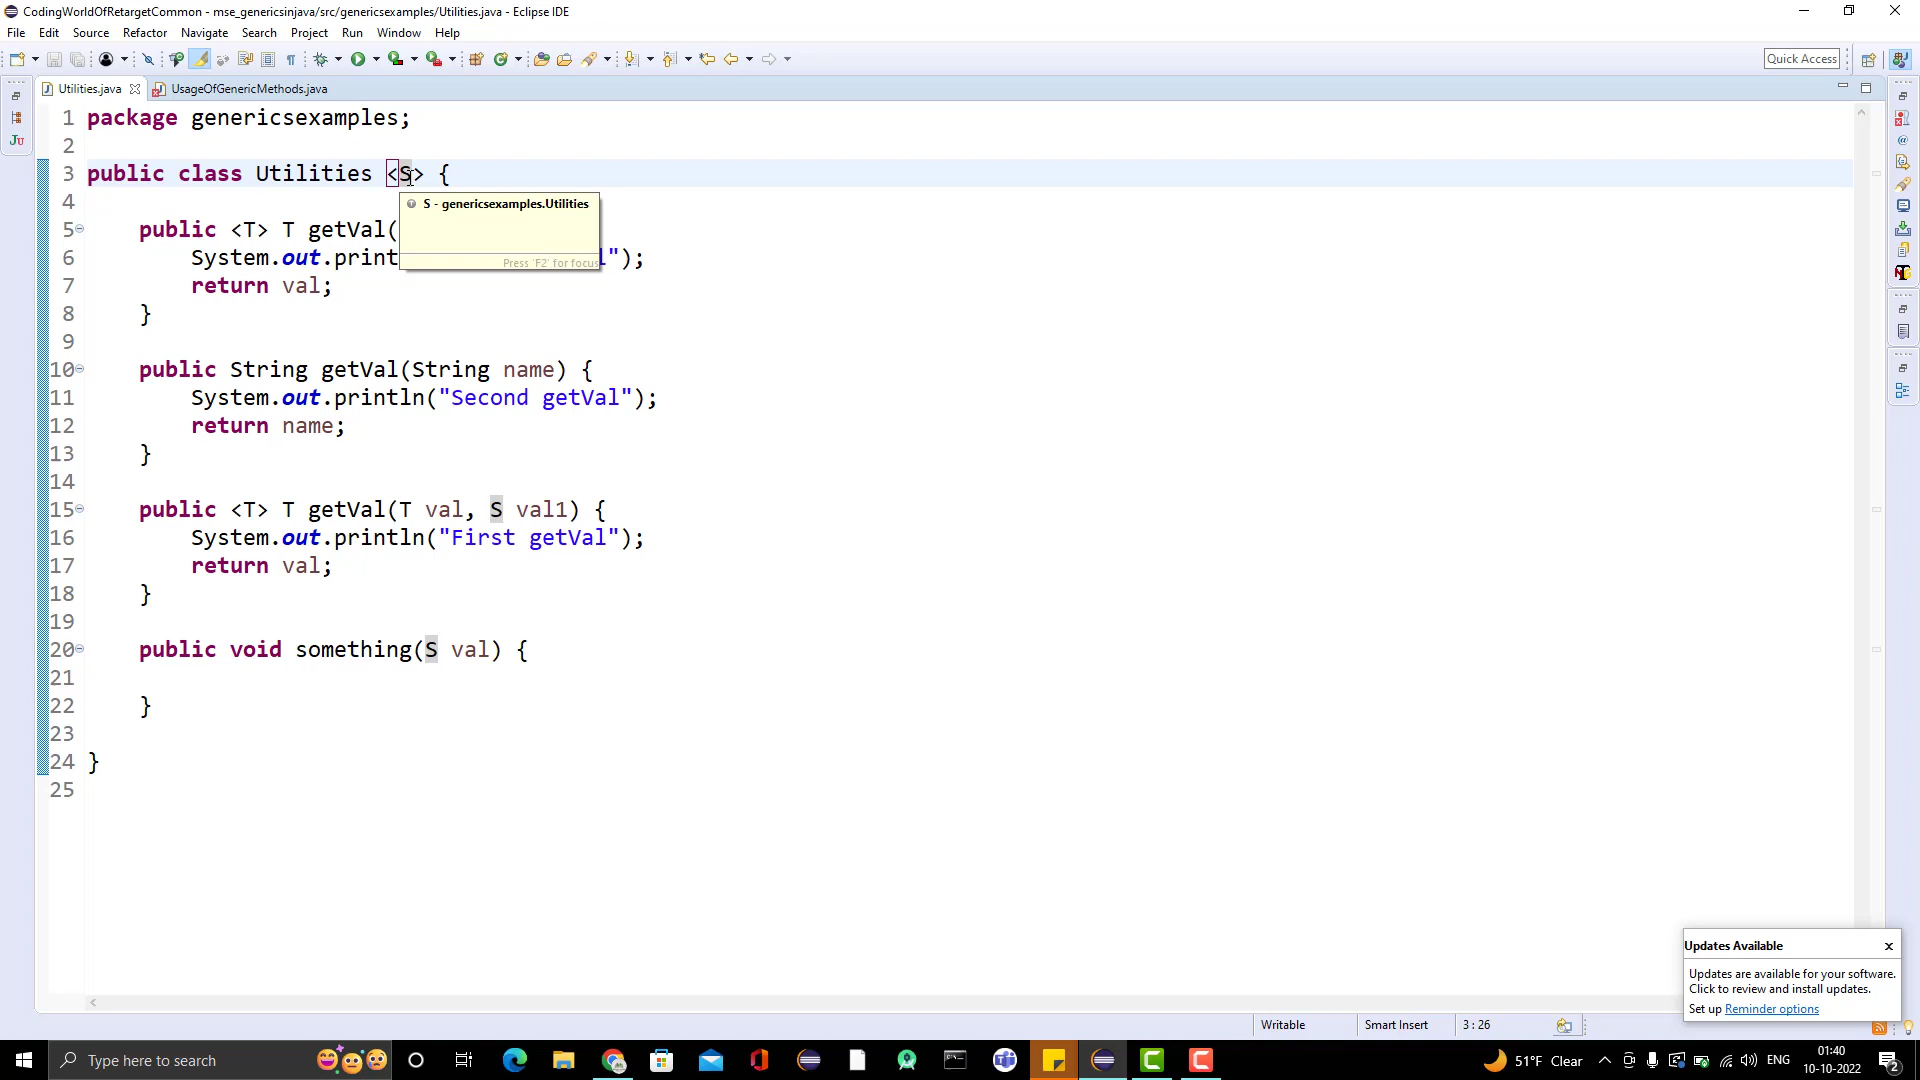 CodingWorldOfRetargetCommon - mse_genericsinjava/src/genericsexamples/Utilities.java - Eclipse IDE
File Edit Source Refactor Navigate Search Project Run Window Help
Quick Access
Utilities.java UsageOfGenericMethods.java
1 package genericsexamples;
2
3 public class Utilities <S> {
S - genericsexamples.Utilities
Press 'F2' for focus
4
5 public <T> T getVal(
6 System.out.print l");
7 return val;
8 }
9
10 public String getVal(String name) {
11 System.out.println("Second getVal");
12 return name;
13 }
14
15 public <T> T getVal(T val, S val1) {
16 System.out.println("First getVal");
17 return val;
18 }
19
20 public void something(S val) {
21
22 }
23
24 }
25
Updates Available
Updates are available for your software.
Click to review and install updates.
Set up Reminder options
Writable Smart Insert 3 : 26
Type here to search
51°F Clear ENG
01:40
10-10-2022
2